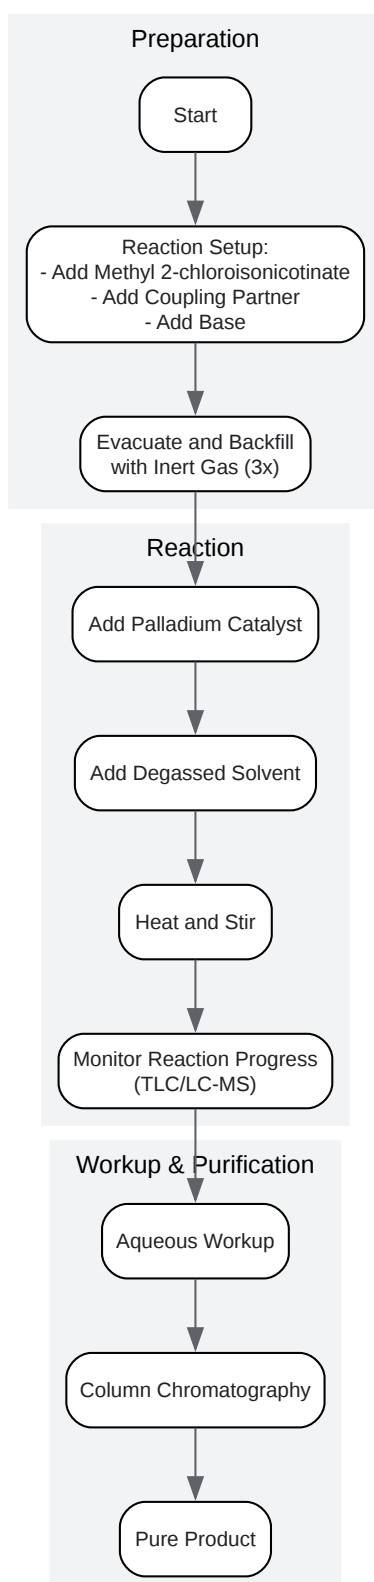 Preparation
Start
Reaction Setup:
- Add Methyl 2-chloroisonicotinate
- Add Coupling Partner
- Add Base
Evacuate and Backfill
with Inert Gas (3x)
Reaction
Add Palladium Catalyst
Add Degassed Solvent
Heat and Stir
Monitor Reaction Progress
(TLC/LC-MS)
Workup & Purification
Aqueous Workup
Column Chromatography
Pure Product